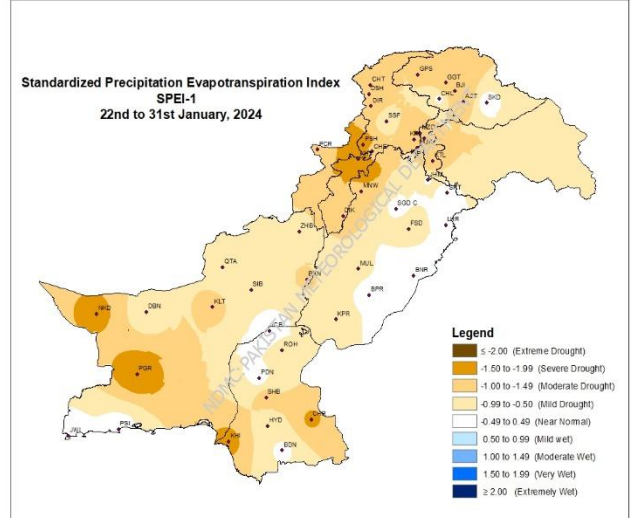 Standardized Precipitation Evapotranspiration Index
SPEI-1
22nd to 31st January, 2024
GPS
CHT
GGT
DSH
BJI
CHL
AST
SKD
DIR
SSF
PSH
CHE
PCR
MNW
SRT
SGD C
DIK
LHR
FSD
ZHB
QTA
MUL
BNR
SIB
BPR
NKD
DBN
KLT
KPR
JCB
ROH
PGR
PDN
SHB
PSI
JWI
HYD
CHR
KHI
BDN
NDMC-PAKISTAN METEOROLOGICAL DEPARTMENT
Legend
≤ -2.00 (Extreme Drought)
-1.50 to -1.99 (Severe Drought)
-1.00 to -1.49 (Moderate Drought)
-0.99 to -0.50 (Mild Drought)
-0.49 to 0.49 (Near Normal)
0.50 to 0.99 (Mild wet)
1.00 to 1.49 (Moderate Wet)
1.50 to 1.99 (Very Wet)
≥ 2.00 (Extremely Wet)